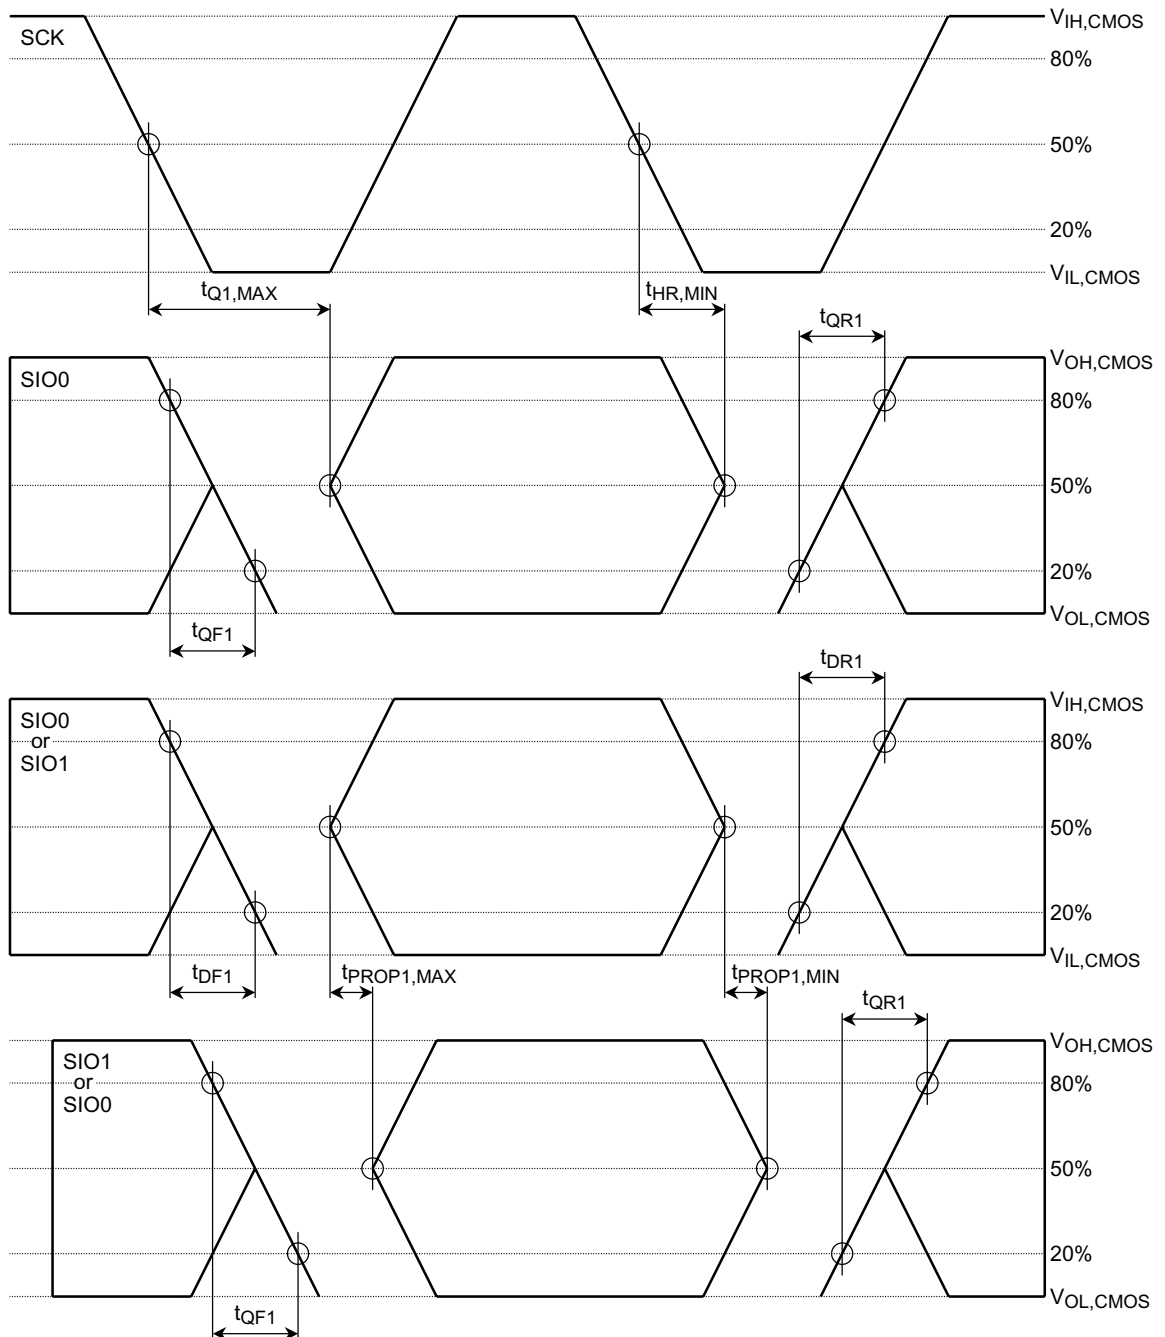 SCK
V_IH,CMOS
80%
50%
20%
V_IL,CMOS
t_Q1,MAX
t_HR,MIN
t_QR1
SIO0
V_OH,CMOS
80%
50%
20%
V_OL,CMOS
t_QF1
t_DR1
SIO0
or
SIO1
V_IH,CMOS
80%
50%
20%
V_IL,CMOS
t_DF1
t_PROP1,MAX
t_PROP1,MIN
t_QR1
SIO1
or
SIO0
V_OH,CMOS
80%
50%
20%
V_OL,CMOS
t_QF1